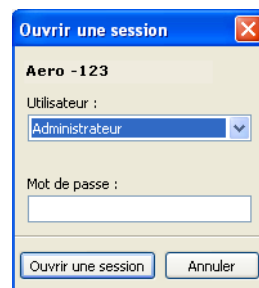 Ouvrir une session
Aero -123
Utilisateur :
Administrateur
Mot de passe :
Ouvrir une session Annuler